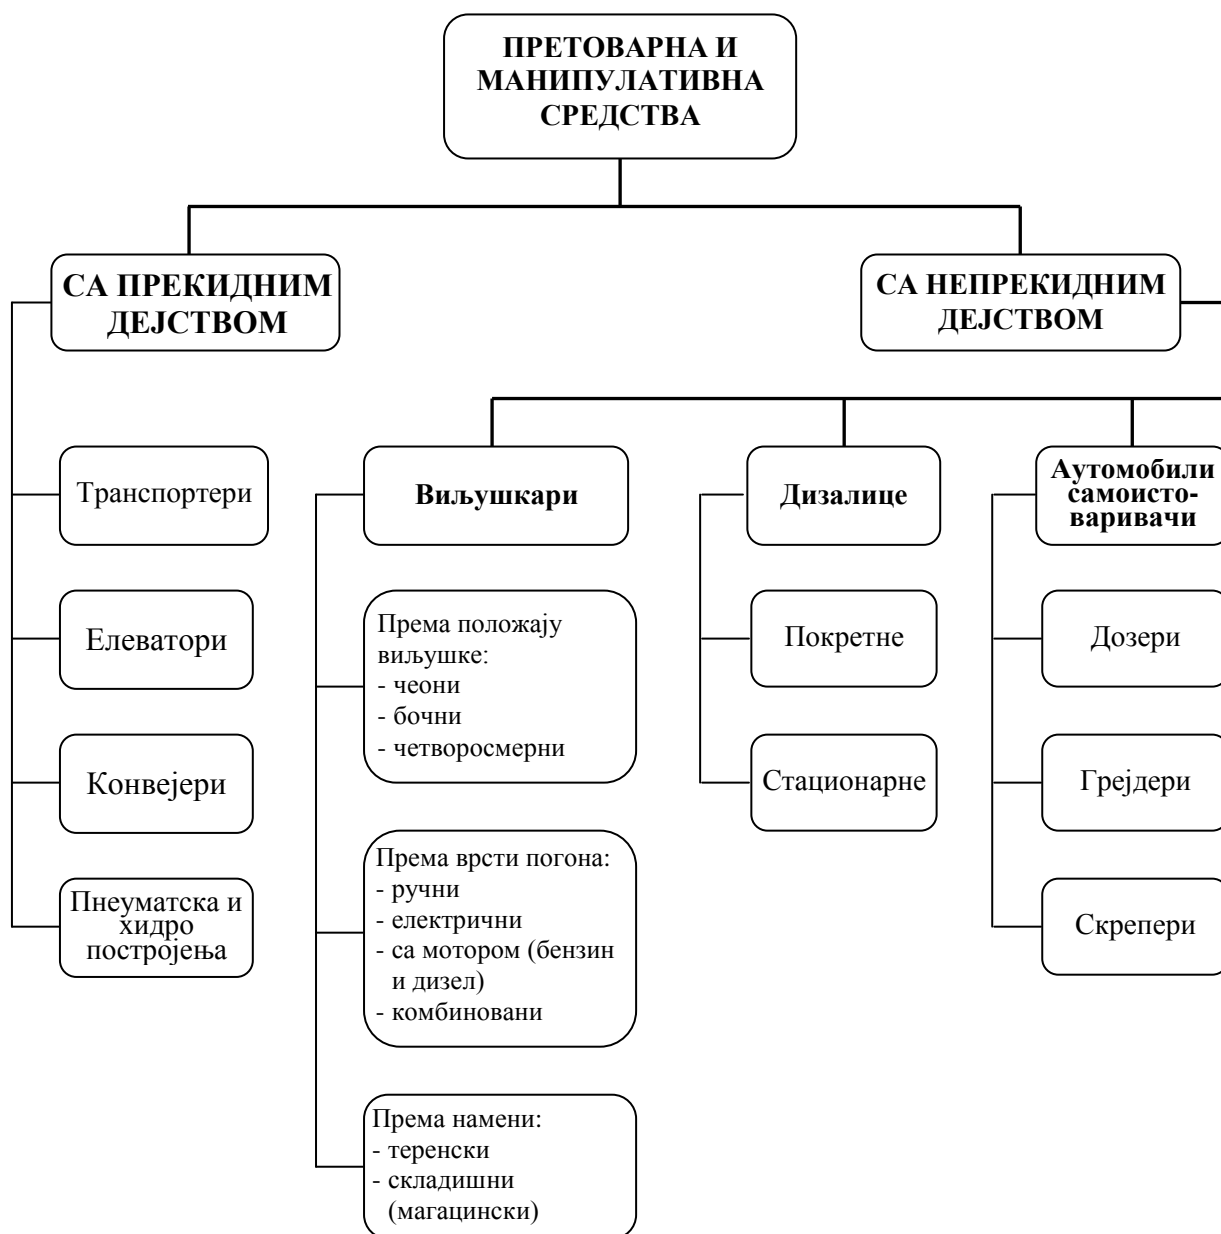 ПРЕТОВАРНА И
МАНИПУЛАТИВНА
СРЕДСТВА
СА ПРЕКИДНИМ
ДЕЈСТВОМ
СА НЕПРЕКИДНИМ
ДЕЈСТВОМ
Транспортери
Елеватори
Конвејери
Пнеуматска и
хидро
постројења
Виљушкари
Према положају
виљушке:
- чеони
- бочни
- четворосмерни
Према врсти погона:
- ручни
- електрични
- са мотором (бензин
и дизел)
- комбиновани
Према намени:
- теренски
- складишни
(магацински)
Дизалице
Покретне
Стационарне
Аутомобили
самоисто-
варивачи
Дозери
Грејдери
Скрепери